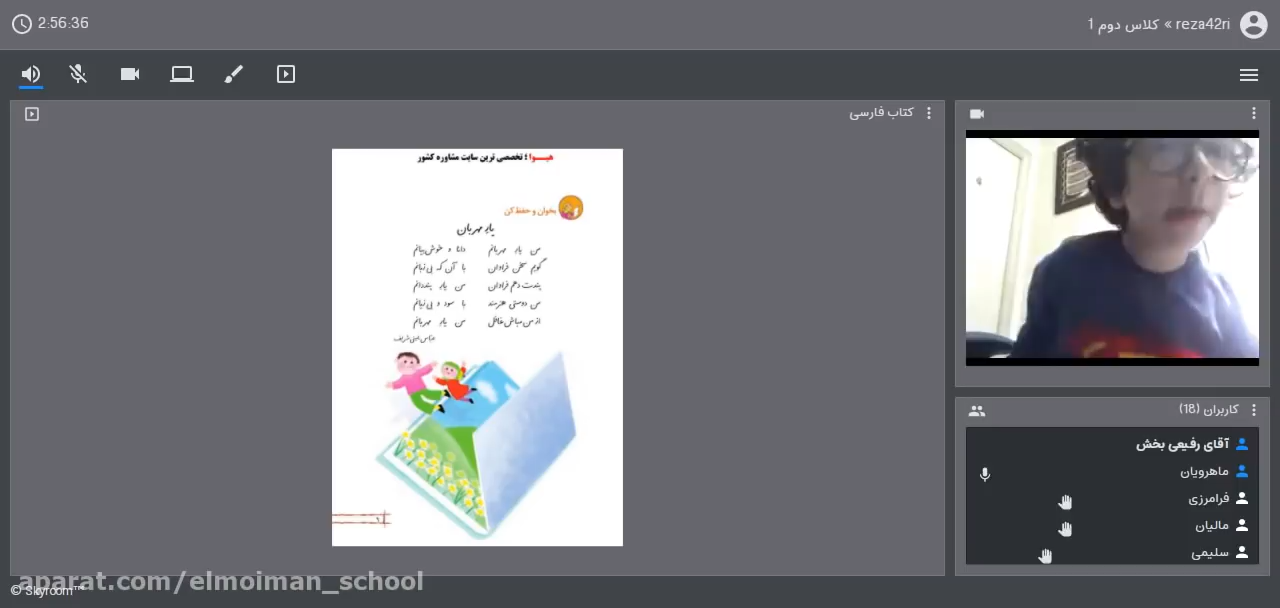 2:56:36
reza42ri » کلاس دوم 1
کتاب فارسی
هیـــوا ؛ تخصصی ترین سایت مشاوره کشور
بخوان و حفظ کن
یار مهربان
من یار مهربانم دانا و خوش بیانم
گویم سخن فراوان با آن که بی زبانم
پندت دهم فراوان من یار پند دانم
من دوستی هنرمند با سود و بی زیانم
از من مباش غافل من یار مهربانم
عباس یمینی شریف
کاربران (18)
آقای رفیعی بخش
ماهرویان
فرامرزی
مالیان
سلیمی
aparat.com/elmoiman_school
© Skyroom™